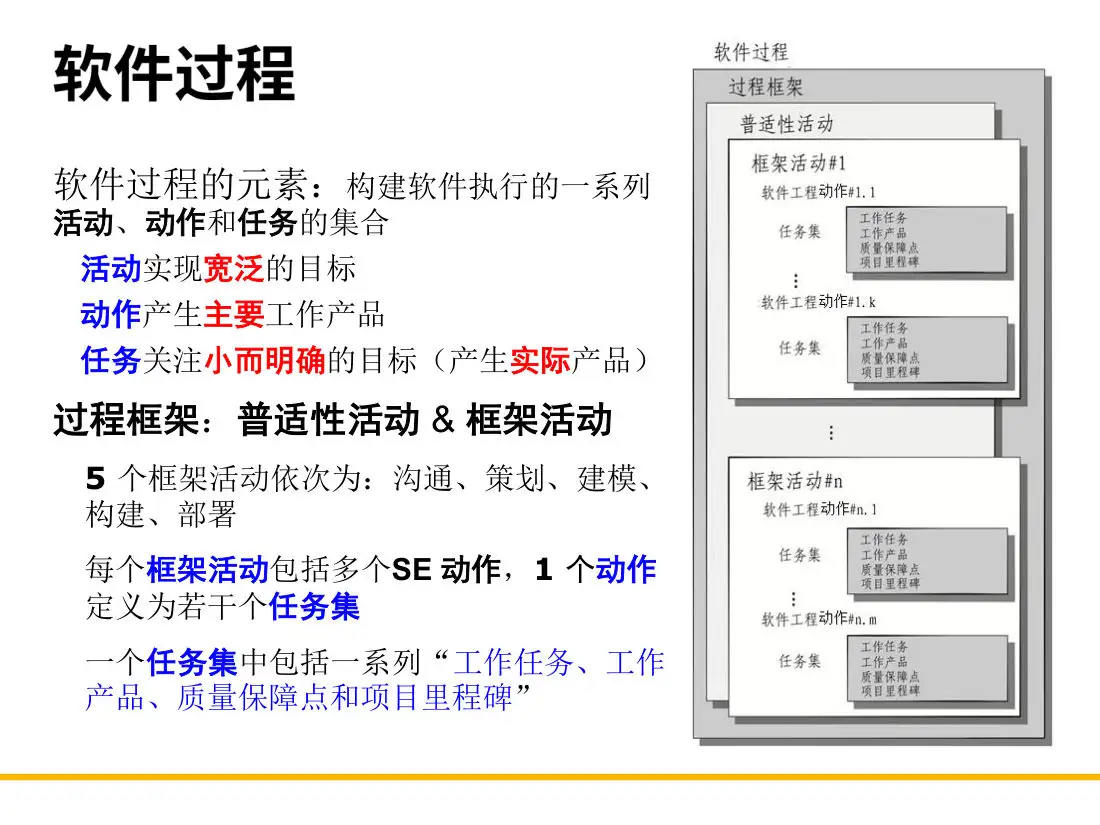 软件过程
软件过程的元素：构建软件执行的一系列
活动、动作和任务的集合
活动实现宽泛的目标
动作产生主要工作产品
任务关注小而明确的目标（产生实际产品）
过程框架：普适性活动 & 框架活动
5 个框架活动依次为：沟通、策划、建模、
构建、部署
每个框架活动包括多个SE 动作，1 个动作
定义为若干个任务集
一个任务集中包括一系列“工作任务、工作
产品、质量保障点和项目里程碑”
软件过程
过程框架
普适性活动
框架活动#1
软件工程动作#1.1
任务集
工作任务
工作产品
质量保障点
项目里程碑
⋮
软件工程动作#1.k
任务集
工作任务
工作产品
质量保障点
项目里程碑
⋮
框架活动#n
软件工程动作#n.1
任务集
工作任务
工作产品
质量保障点
项目里程碑
⋮
软件工程动作#n.m
任务集
工作任务
工作产品
质量保障点
项目里程碑